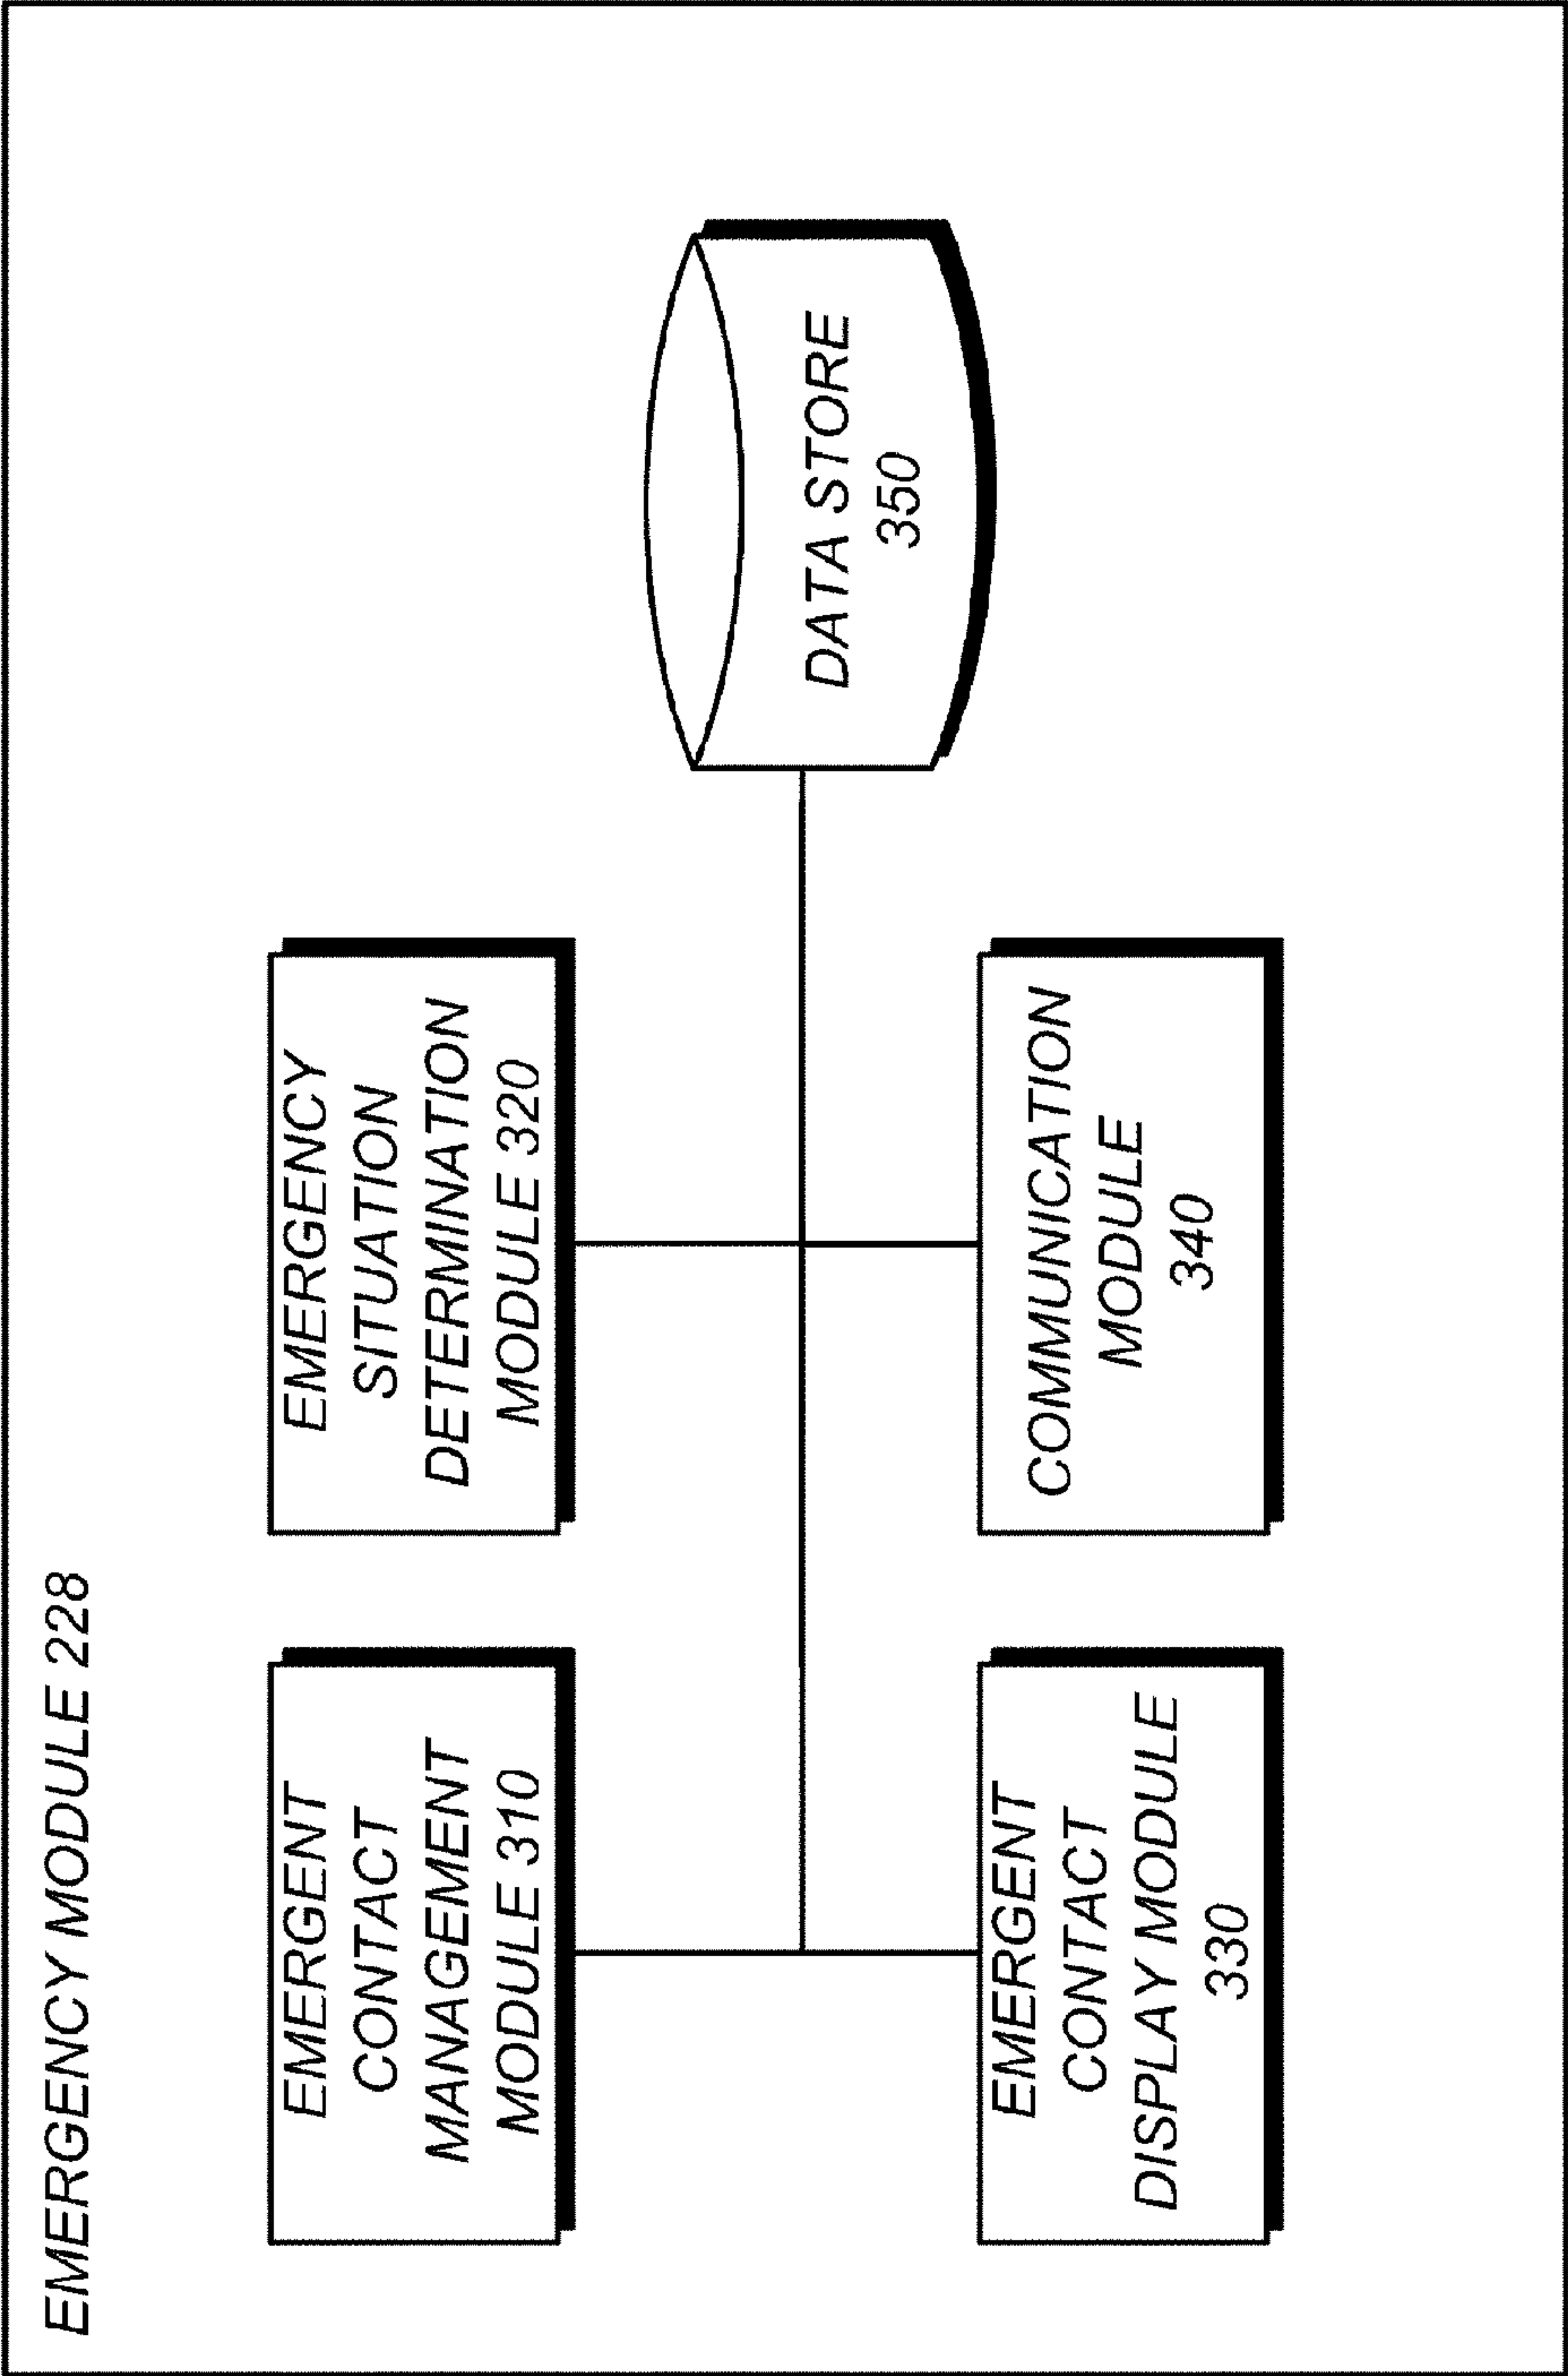 EMERGENCY MODULE 228
EMERGENT
CONTACT
MANAGEMENT
MODULE 310
EMERGENCY
SITUATION
DETERMINATION
MODULE 320
EMERGENT
CONTACT
DISPLAY MODULE
330
COMMUNICATION
MODULE
340
DATA STORE
350